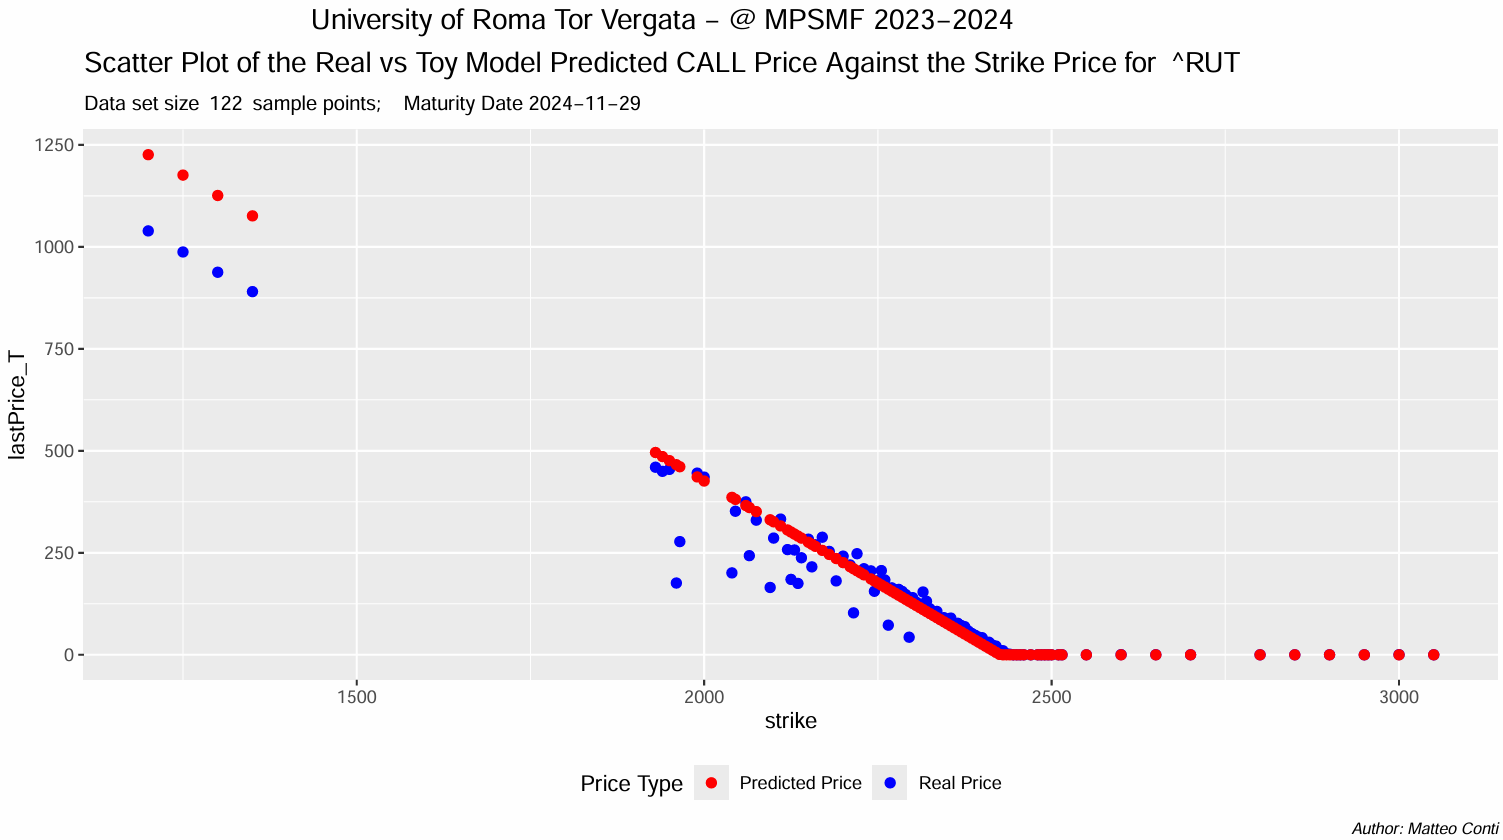 University of Roma Tor Vergata – @ MPSMF 2023–2024
Scatter Plot of the Real vs Toy Model Predicted CALL Price Against the Strike Price for ^RUT
Data set size 122 sample points; Maturity Date 2024–11–29
1250
1000
750
500
250
0
lastPrice_T
1500 2000 2500 3000
strike
Price Type Predicted Price Real Price
Author: Matteo Conti